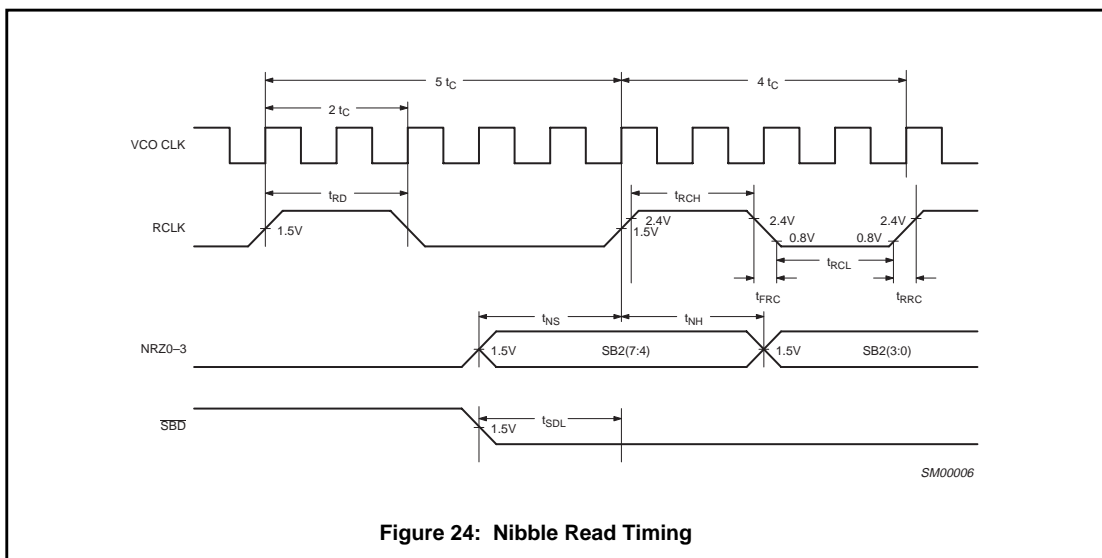 5 tC
4 tC
2 tC
VCO CLK
tRD
tRCH
RCLK
1.5V
2.4V
1.5V
2.4V
2.4V
0.8V
0.8V
tRCL
tFRC
tRRC
tNS
tNH
NRZ0–3
1.5V
SB2(7:4)
1.5V
SB2(3:0)
SBD
1.5V
tSDL
SM00006
Figure 24: Nibble Read Timing